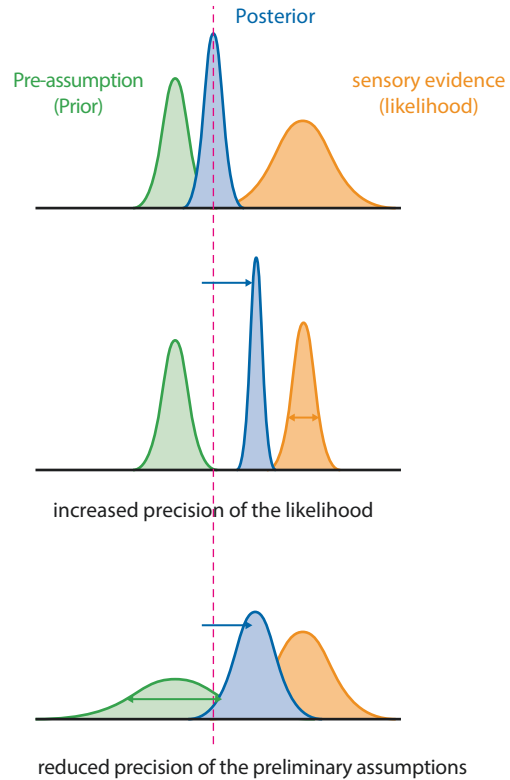 Posterior
Pre-assumption
(Prior)
sensory evidence
(likelihood)
increased precision of the likelihood
reduced precision of the preliminary assumptions